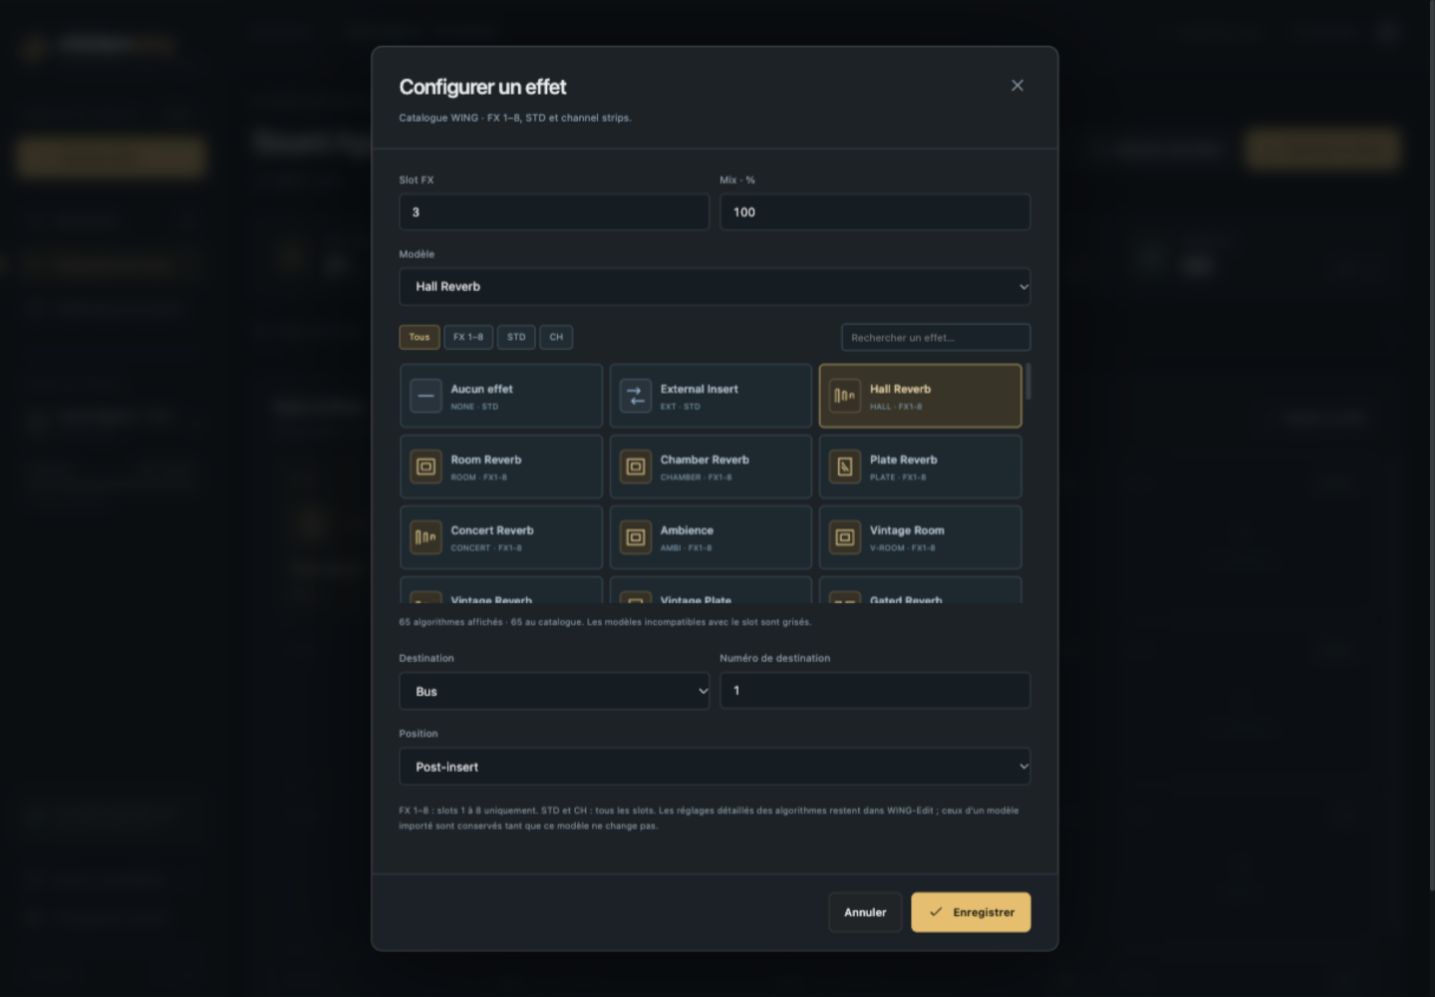 Configurer un effet
Catalogue WING · FX 1–8, STD et channel strips.
Slot FX
Mix · %
3
100
Modèle
Hall Reverb
Tous
FX 1–8
STD
CH
Rechercher un effet...
Aucun effet
NONE · STD
External Insert
EXT · STD
Hall Reverb
HALL · FX1-8
Room Reverb
ROOM · FX1-8
Chamber Reverb
CHAMBER · FX1-8
Plate Reverb
PLATE · FX1-8
Concert Reverb
CONCERT · FX1-8
Ambience
AMBI · FX1-8
Vintage Room
V-ROOM · FX1-8
Vintage Reverb
Vintage Plate
Gated Reverb
65 algorithmes affichés · 65 au catalogue. Les modèles incompatibles avec le slot sont grisés.
Destination
Numéro de destination
Bus
1
Position
Post-insert
FX 1–8 : slots 1 à 8 uniquement. STD et CH : tous les slots. Les réglages détaillés des algorithmes restent dans WING-Edit ; ceux d'un modèle
importé sont conservés tant que ce modèle ne change pas.
Annuler
Enregistrer